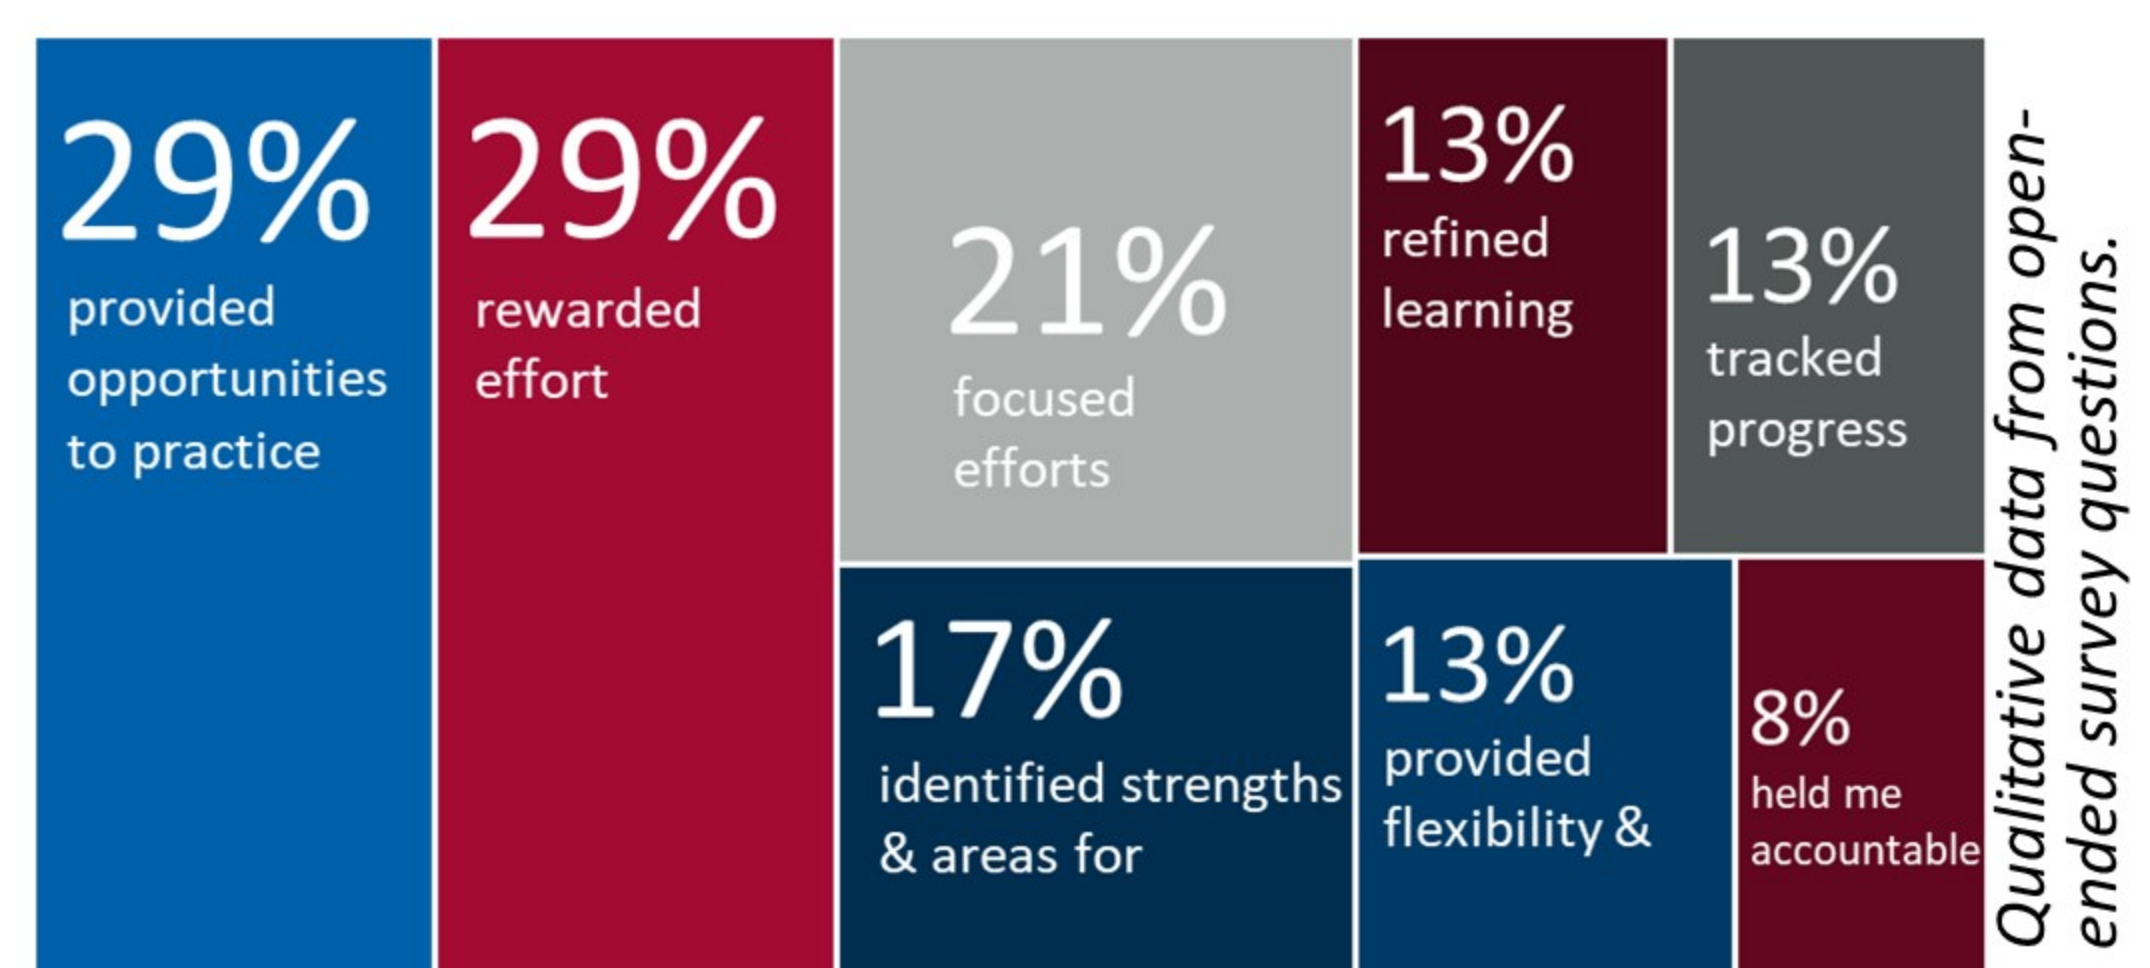 29%
provided
opportunities
to practice
29%
rewarded
effort
21%
focused
efforts
17%
identified strengths
& areas for
13%
refined
learning
13%
tracked
progress
13%
provided
flexibility &
8%
held me
accountable
Qualitative data from open-
ended survey questions.